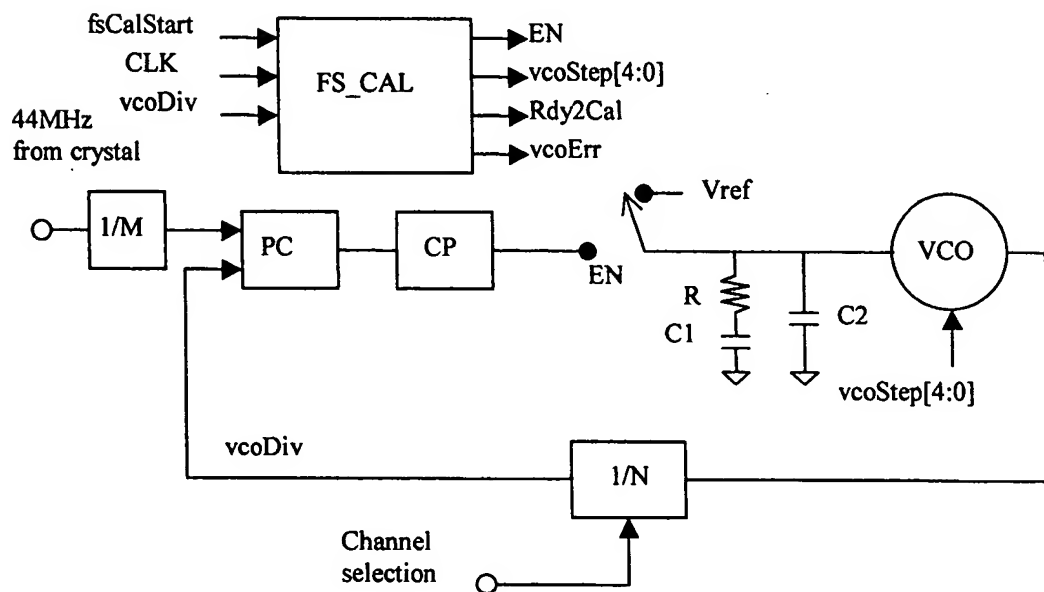 fsCalStart
CLK
vcoDiv
FS_CAL
EN
vcoStep[4:0]
Rdy2Cal
vcoErr
44MHz
from crystal
1/M
PC
CP
EN
Vref
R
C1
C2
VCO
vcoStep[4:0]
vcoDiv
1/N
Channel
selection